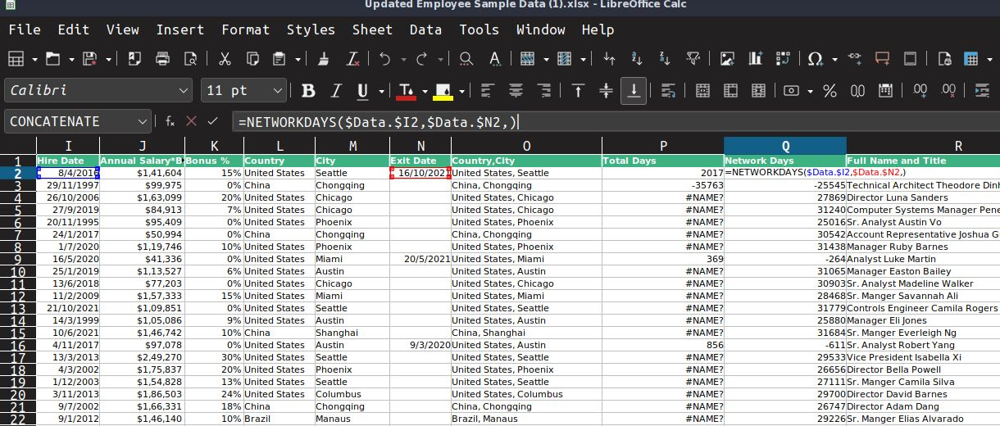 Updated Employee Sample Data (1).xlsx - LibreOffice Calc
File Edit View Insert Format Styles Sheet Data Tools Window Help
Calibri 11 pt
CONCATENATE =NETWORKDAYS($Data.$I2,$Data.$N2,)
I J K L M N O P Q R
1 Hire Date Annual Salary*B Bonus % Country City Exit Date Country,City Total Days Network Days Full Name and Title
2 8/4/2016 $1,41,604 15% United States Seattle 16/10/2021 United States, Seattle 2017 =NETWORKDAYS($Data.$I2,$Data.$N2,)
3 29/11/1997 $99,975 0% China Chongqing China, Chongqing -35763 -25545 Technical Architect Theodore Dinh
4 26/10/2006 $1,63,099 20% United States Chicago United States, Chicago #NAME? 27869 Director Luna Sanders
5 27/9/2019 $84,913 7% United States Chicago United States, Chicago #NAME? 31240 Computer Systems Manager Pene
6 20/11/1995 $95,409 0% United States Phoenix United States, Phoenix #NAME? 25016 Sr. Analyst Austin Vo
7 24/1/2017 $50,994 0% China Chongqing China, Chongqing #NAME? 30542 Account Representative Joshua G
8 1/7/2020 $1,19,746 10% United States Phoenix United States, Phoenix #NAME? 31438 Manager Ruby Barnes
9 16/5/2020 $41,336 0% United States Miami 20/5/2021 United States, Miami 369 -264 Analyst Luke Martin
10 25/1/2019 $1,13,527 6% United States Austin United States, Austin #NAME? 31065 Manager Easton Bailey
11 13/6/2018 $77,203 0% United States Chicago United States, Chicago #NAME? 30903 Sr. Analyst Madeline Walker
12 11/2/2009 $1,57,333 15% United States Miami United States, Miami #NAME? 28468 Sr. Manger Savannah Ali
13 21/10/2021 $1,09,851 0% United States Seattle United States, Seattle #NAME? 31779 Controls Engineer Camila Rogers
14 14/3/1999 $1,05,086 9% United States Austin United States, Austin #NAME? 25880 Manager Eli Jones
15 10/6/2021 $1,46,742 10% China Shanghai China, Shanghai #NAME? 31684 Sr. Manger Everleigh Ng
16 4/11/2017 $97,078 0% United States Austin 9/3/2020 United States, Austin 856 -611 Sr. Analyst Robert Yang
17 13/3/2013 $2,49,270 30% United States Seattle United States, Seattle #NAME? 29533 Vice President Isabella Xi
18 4/3/2002 $1,75,837 20% United States Phoenix United States, Phoenix #NAME? 26656 Director Bella Powell
19 1/12/2003 $1,54,828 13% United States Seattle United States, Seattle #NAME? 27111 Sr. Manger Camila Silva
20 3/11/2013 $1,86,503 24% United States Columbus United States, Columbus #NAME? 29700 Director David Barnes
21 9/7/2002 $1,66,331 18% China Chongqing China, Chongqing #NAME? 26747 Director Adam Dang
22 9/1/2012 $1,46,140 10% Brazil Manaus Brazil, Manaus #NAME? 29226 Sr. Manger Elias Alvarado